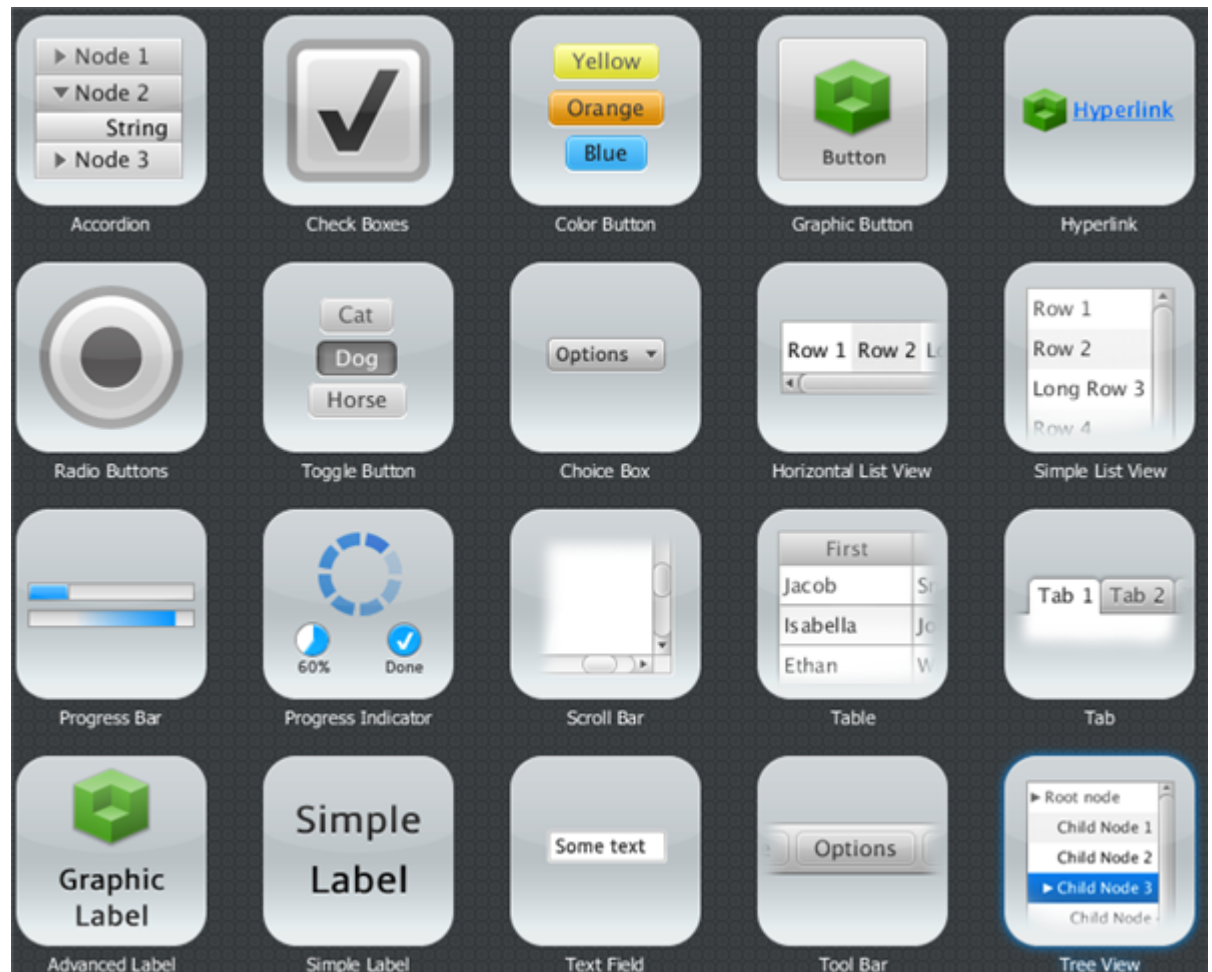 Node 1
Node 2
String
Node 3
Accordion
Check Boxes
Yellow
Orange
Blue
Color Button
Button
Graphic Button
Hyperlink
Hyperlink
Radio Buttons
Cat
Dog
Horse
Toggle Button
Options
Choice Box
Row 1 Row 2
Horizontal List View
Row 1
Row 2
Long Row 3
Row 4
Simple List View
Progress Bar
60% Done
Progress Indicator
Scroll Bar
First
Jacob
Isabella
Ethan
Table
Tab 1 Tab 2
Tab
Graphic
Label
Advanced Label
Simple
Label
Simple Label
Some text
Text Field
Options
Tool Bar
Root node
Child Node 1
Child Node 2
Child Node 3
Child Node
Tree View